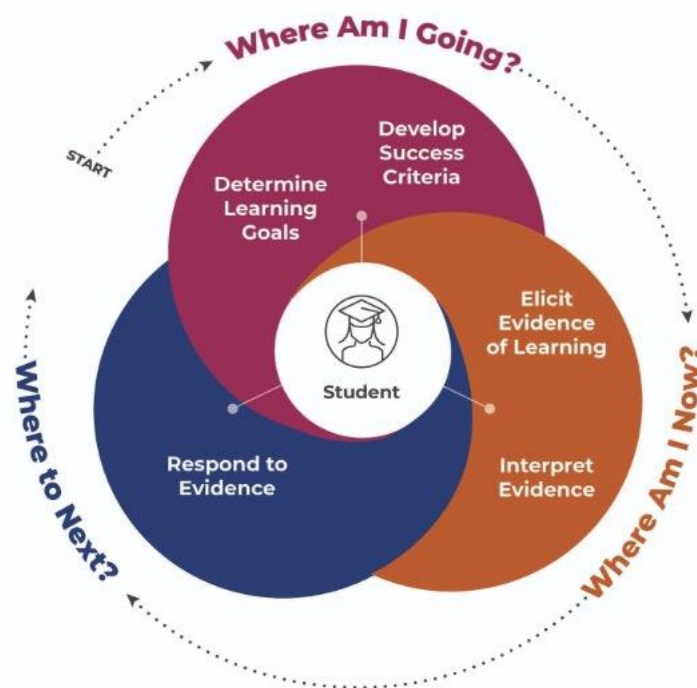 Where Am I Going?
START
Develop
Success
Criteria
Determine
Learning
Goals
Elicit
Evidence
of Learning
Student
Where Am I Now?
Interpret
Evidence
Respond to
Evidence
Where to Next?